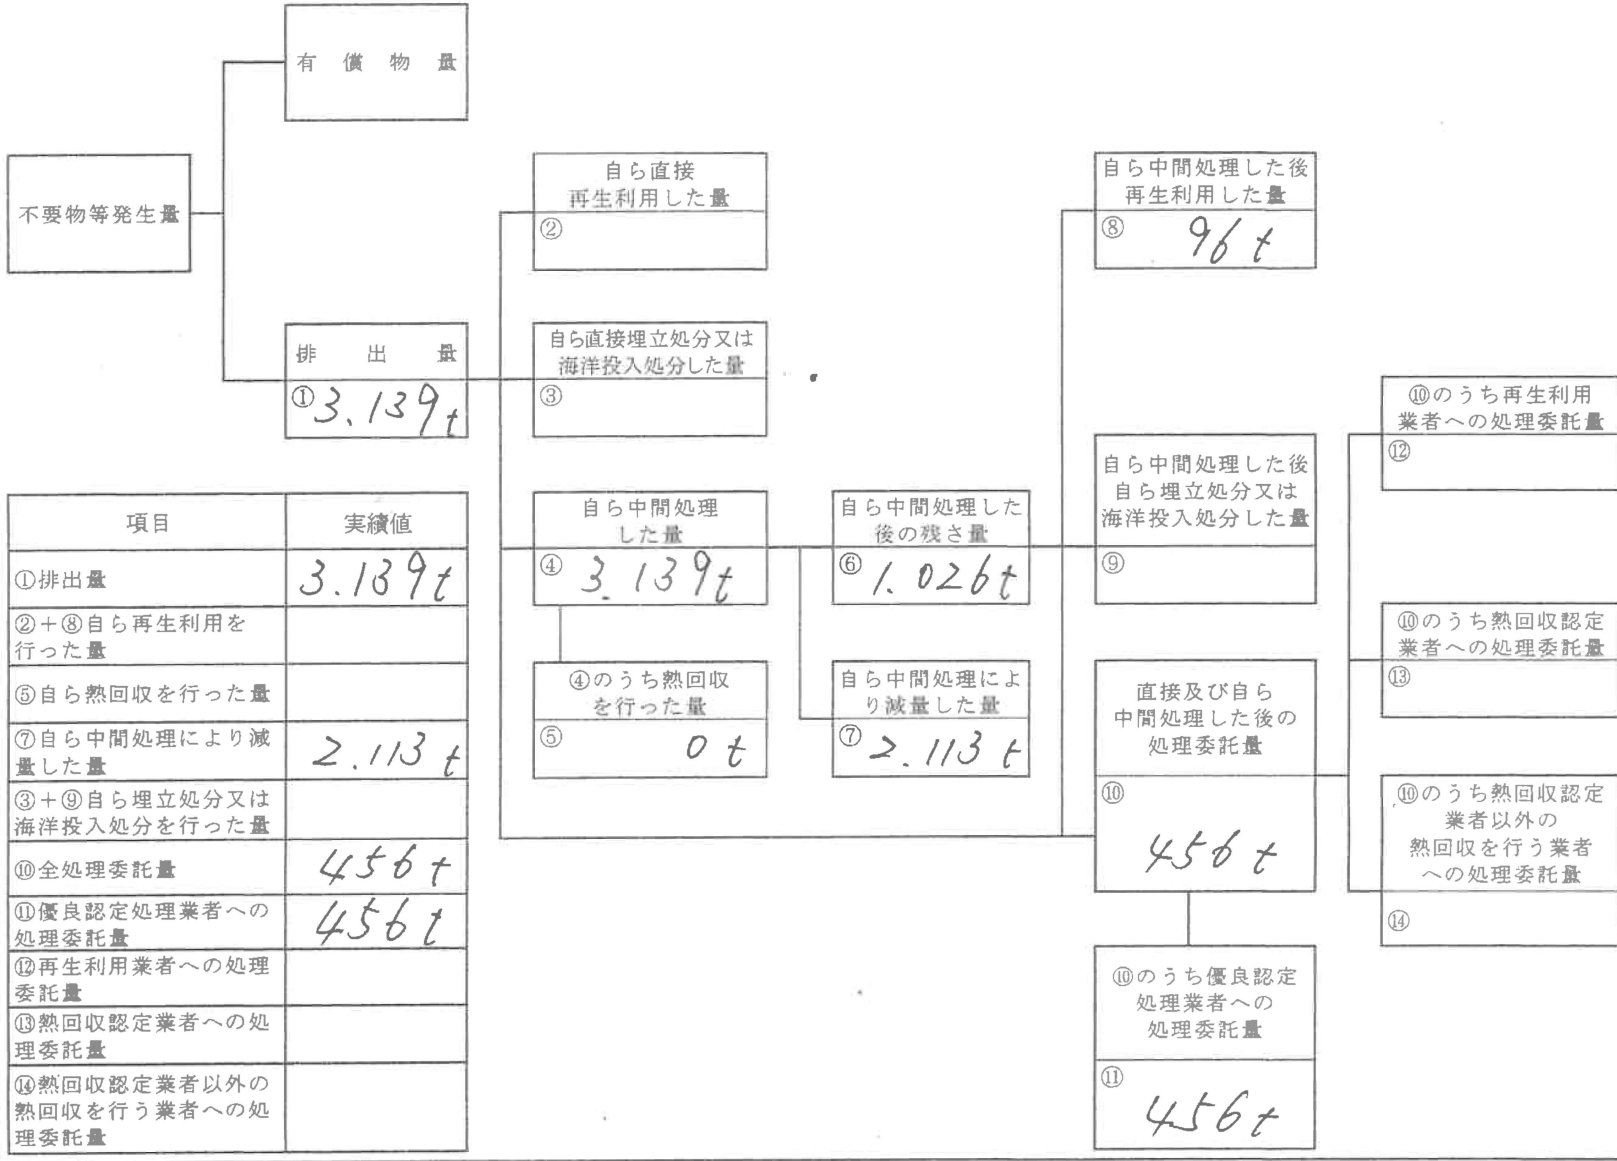 有償物量
不要物等発生量
排出量
①3.139t
自ら直接
再生利用した量
②
自ら直接埋立処分又は
海洋投入処分した量
③
自ら中間処理
した量
④ 3.139t
④のうち熱回収
を行った量
⑤ 0t
自ら中間処理した
後の残さ量
⑥ 1.026t
自ら中間処理によ
り減量した量
⑦ 2.113t
自ら中間処理した後
再生利用した量
⑧ 96t
自ら中間処理した後
自ら埋立処分又は
海洋投入処分した量
⑨
直接及び自ら
中間処理した後の
処理委託量
⑩
456t
⑩のうち優良認定
処理業者への
処理委託量
⑪
456t
⑩のうち再生利用
業者への処理委託量
⑫
⑩のうち熱回収認定
業者への処理委託量
⑬
⑩のうち熱回収認定
業者以外の
熱回収を行う業者
への処理委託量
⑭
項目 実績値
①排出量 3.139t
②+⑧自ら再生利用を
行った量
⑤自ら熱回収を行った量
⑦自ら中間処理により減
量した量 2.113t
③+⑨自ら埋立処分又は
海洋投入処分を行った量
⑩全処理委託量 456t
⑪優良認定処理業者への
処理委託量 456t
⑫再生利用業者への処理
委託量
⑬熱回収認定業者への処
理委託量
⑭熱回収認定業者以外の
熱回収を行う業者への処
理委託量